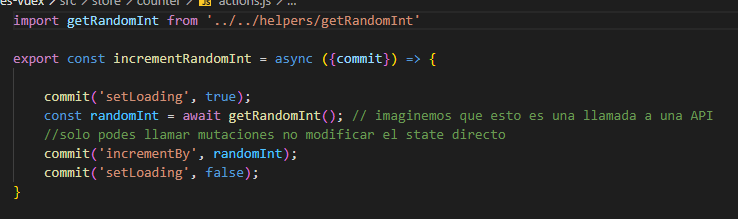 es-vuex > src > store > counter > JS actions.js > ...
import getRandomInt from '../../helpers/getRandomInt'
export const incrementRandomInt = async ({commit}) => {
commit('setLoading', true);
const randomInt = await getRandomInt(); // imaginemos que esto es una llamada a una API
//solo podes llamar mutaciones no modificar el state directo
commit('incrementBy', randomInt);
commit('setLoading', false);
}